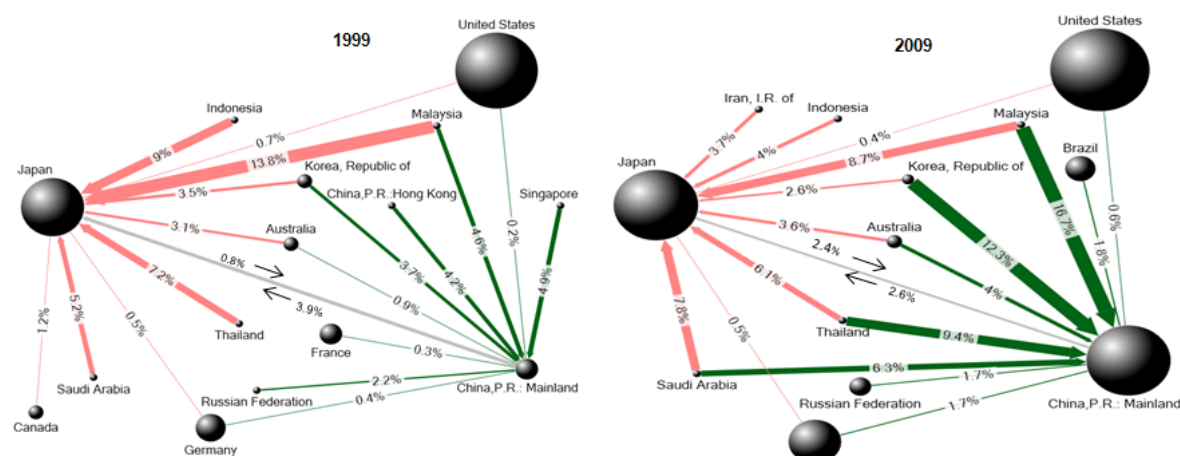 1999
United States
Indonesia
Malaysia
Japan
Korea, Republic of
China,P.R.:Hong Kong
Singapore
Australia
Thailand
France
Saudi Arabia
Russian Federation
China,P.R.: Mainland
Canada
Germany
9%
0.7%
13.8%
3.5%
3.1%
0.8%
3.9%
7.2%
5.2%
1.2%
0.5%
4.6%
3.7%
4.2%
4.9%
0.2%
0.9%
0.3%
2.2%
0.4%
2009
United States
Iran, I.R. of
Indonesia
Malaysia
Japan
Korea, Republic of
Brazil
Australia
Thailand
Saudi Arabia
Russian Federation
China,P.R.: Mainland
3.7%
4%
0.4%
8.7%
2.6%
3.6%
2.4%
2.6%
6.1%
7.8%
0.5%
16.7%
12.3%
0.6%
1.8%
4%
9.4%
6.3%
1.7%
1.7%